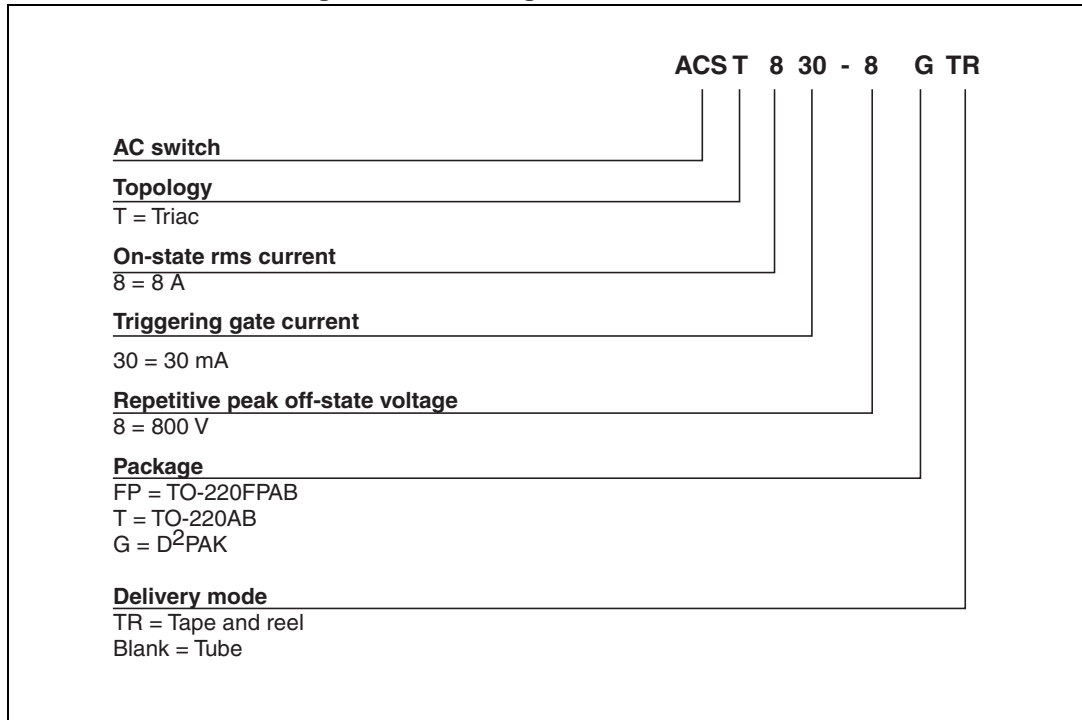 ACS T 8 30 - 8 G TR
AC switch
Topology
T = Triac
On-state rms current
8 = 8 A
Triggering gate current
30 = 30 mA
Repetitive peak off-state voltage
8 = 800 V
Package
FP = TO-220FPAB
T = TO-220AB
G = D2PAK
Delivery mode
TR = Tape and reel
Blank = Tube